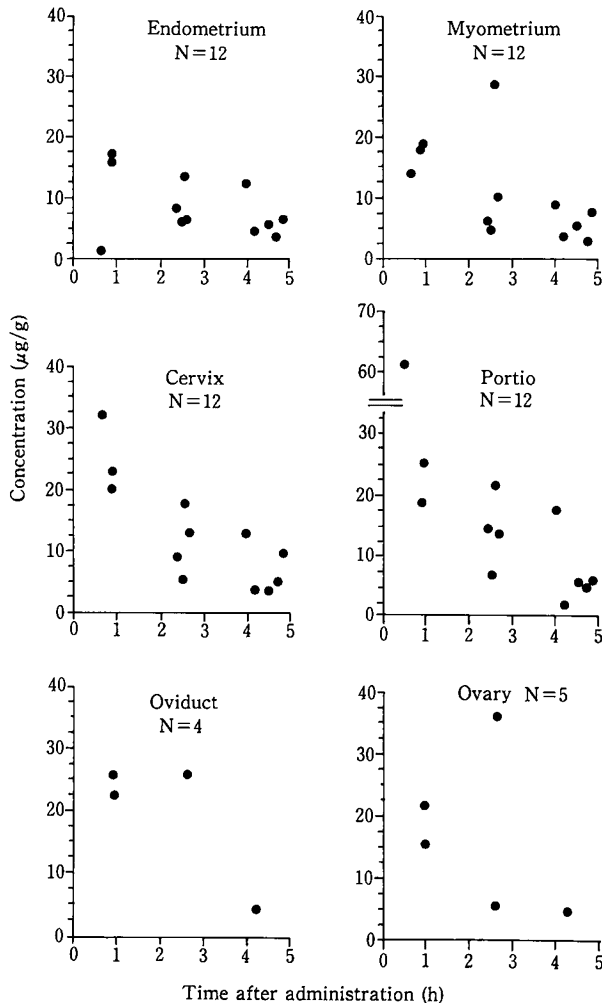 Endometrium
N=12
40
30
20
10
0
0 1 2 3 4 5
Myometrium
N=12
40
30
20
10
0
0 1 2 3 4 5
Concentration (μg/g)
Cervix
N=12
40
30
20
10
0
0 1 2 3 4 5
Portio
N=12
70
60
30
20
10
0
0 1 2 3 4 5
Oviduct
N=4
40
30
20
10
0
0 1 2 3 4 5
Ovary N=5
40
30
20
10
0
0 1 2 3 4 5
Time after administration (h)